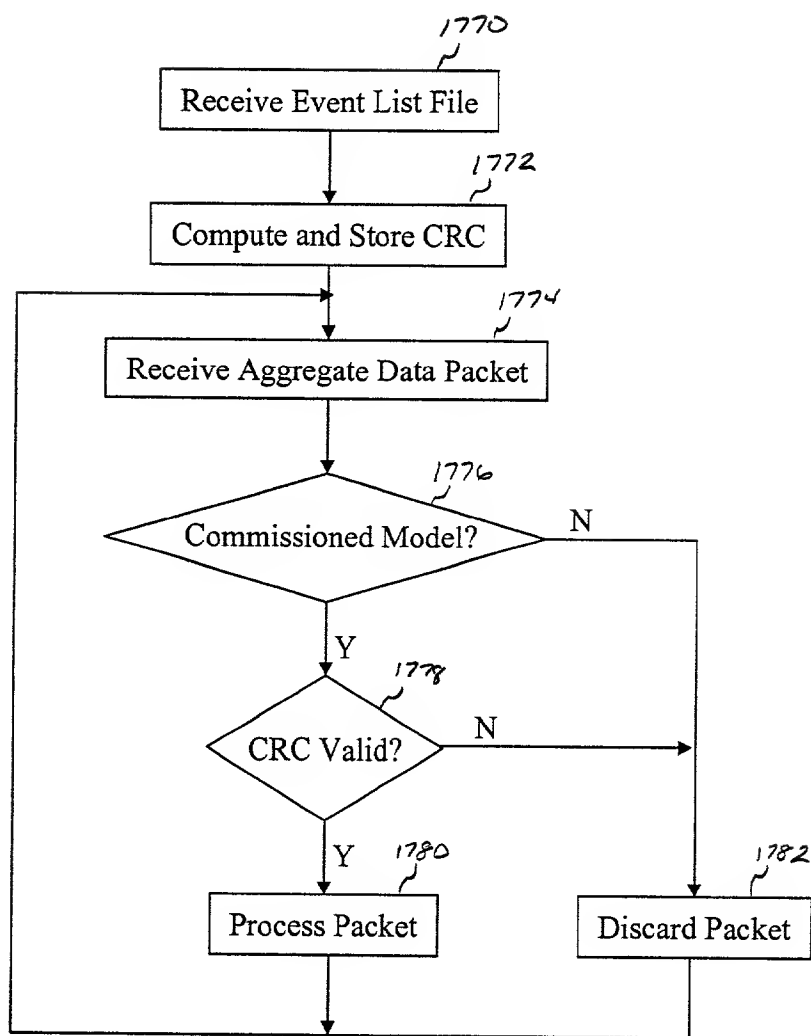 1770
Receive Event List File
1772
Compute and Store CRC
1774
Receive Aggregate Data Packet
1776
Commissioned Model?
N
Y
1778
CRC Valid?
N
Y
1780
Process Packet
1782
Discard Packet